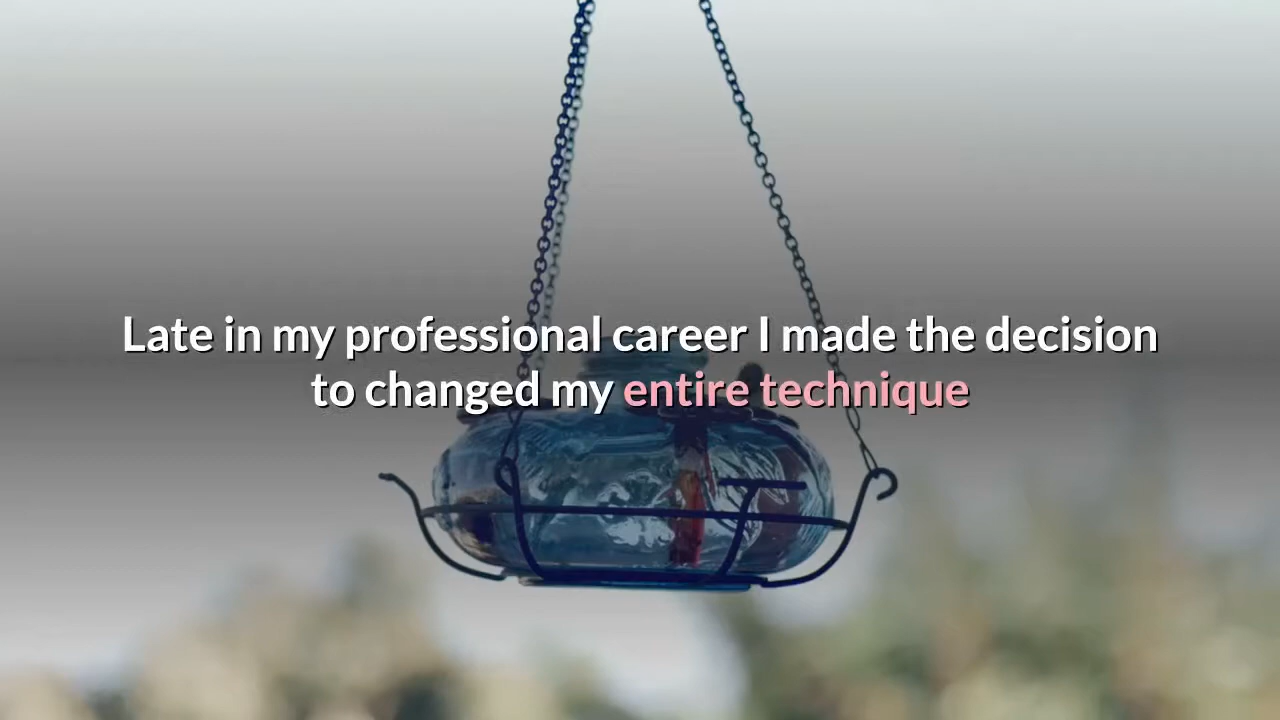 Late in my professional career I made the decision
to changed my entire technique